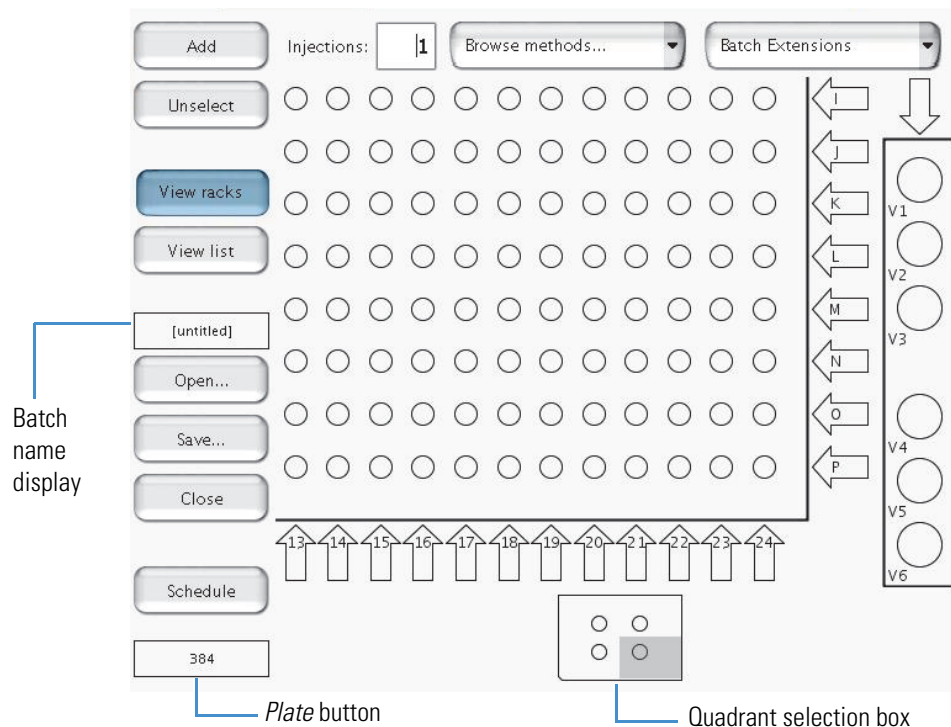 Add
Injections: 1
Browse methods...
Batch Extensions
Unselect
I
J
View racks
K
V1
View list
L
V2
[untitled]
M
V3
Open...
N
Batch
name
display
Save...
O
V4
Close
P
V5
13 14 15 16 17 18 19 20 21 22 23 24
V6
Schedule
384
Plate button
Quadrant selection box